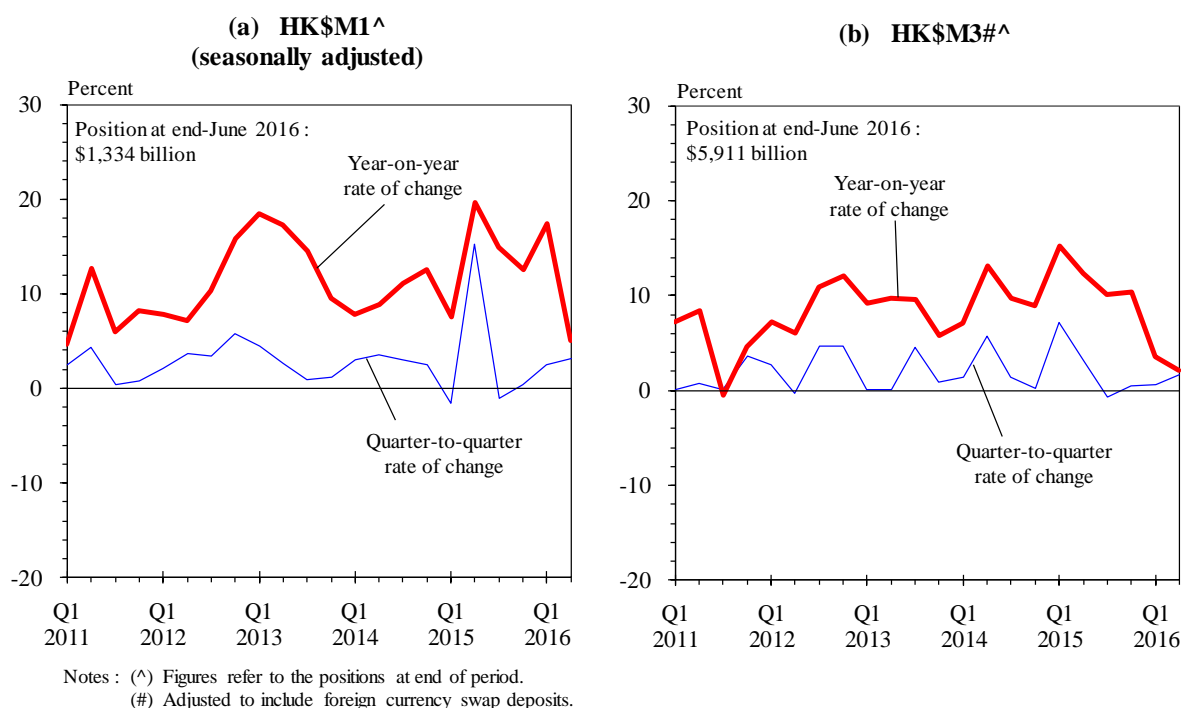 (a) HK$M1^
(seasonally adjusted)
Percent
30
20
10
0
-10
-20
Position at end-June 2016 :
$1,334 billion
Year-on-year
rate of change
Quarter-to-quarter
rate of change
Q1 Q1 Q1 Q1 Q1 Q1
2011 2012 2013 2014 2015 2016
(b) HK$M3#^
Percent
30
20
10
0
-10
-20
Position at end-June 2016 :
$5,911 billion
Year-on-year
rate of change
Quarter-to-quarter
rate of change
Q1 Q1 Q1 Q1 Q1 Q1
2011 2012 2013 2014 2015 2016
Notes : (^) Figures refer to the positions at end of period.
(#) Adjusted to include foreign currency swap deposits.